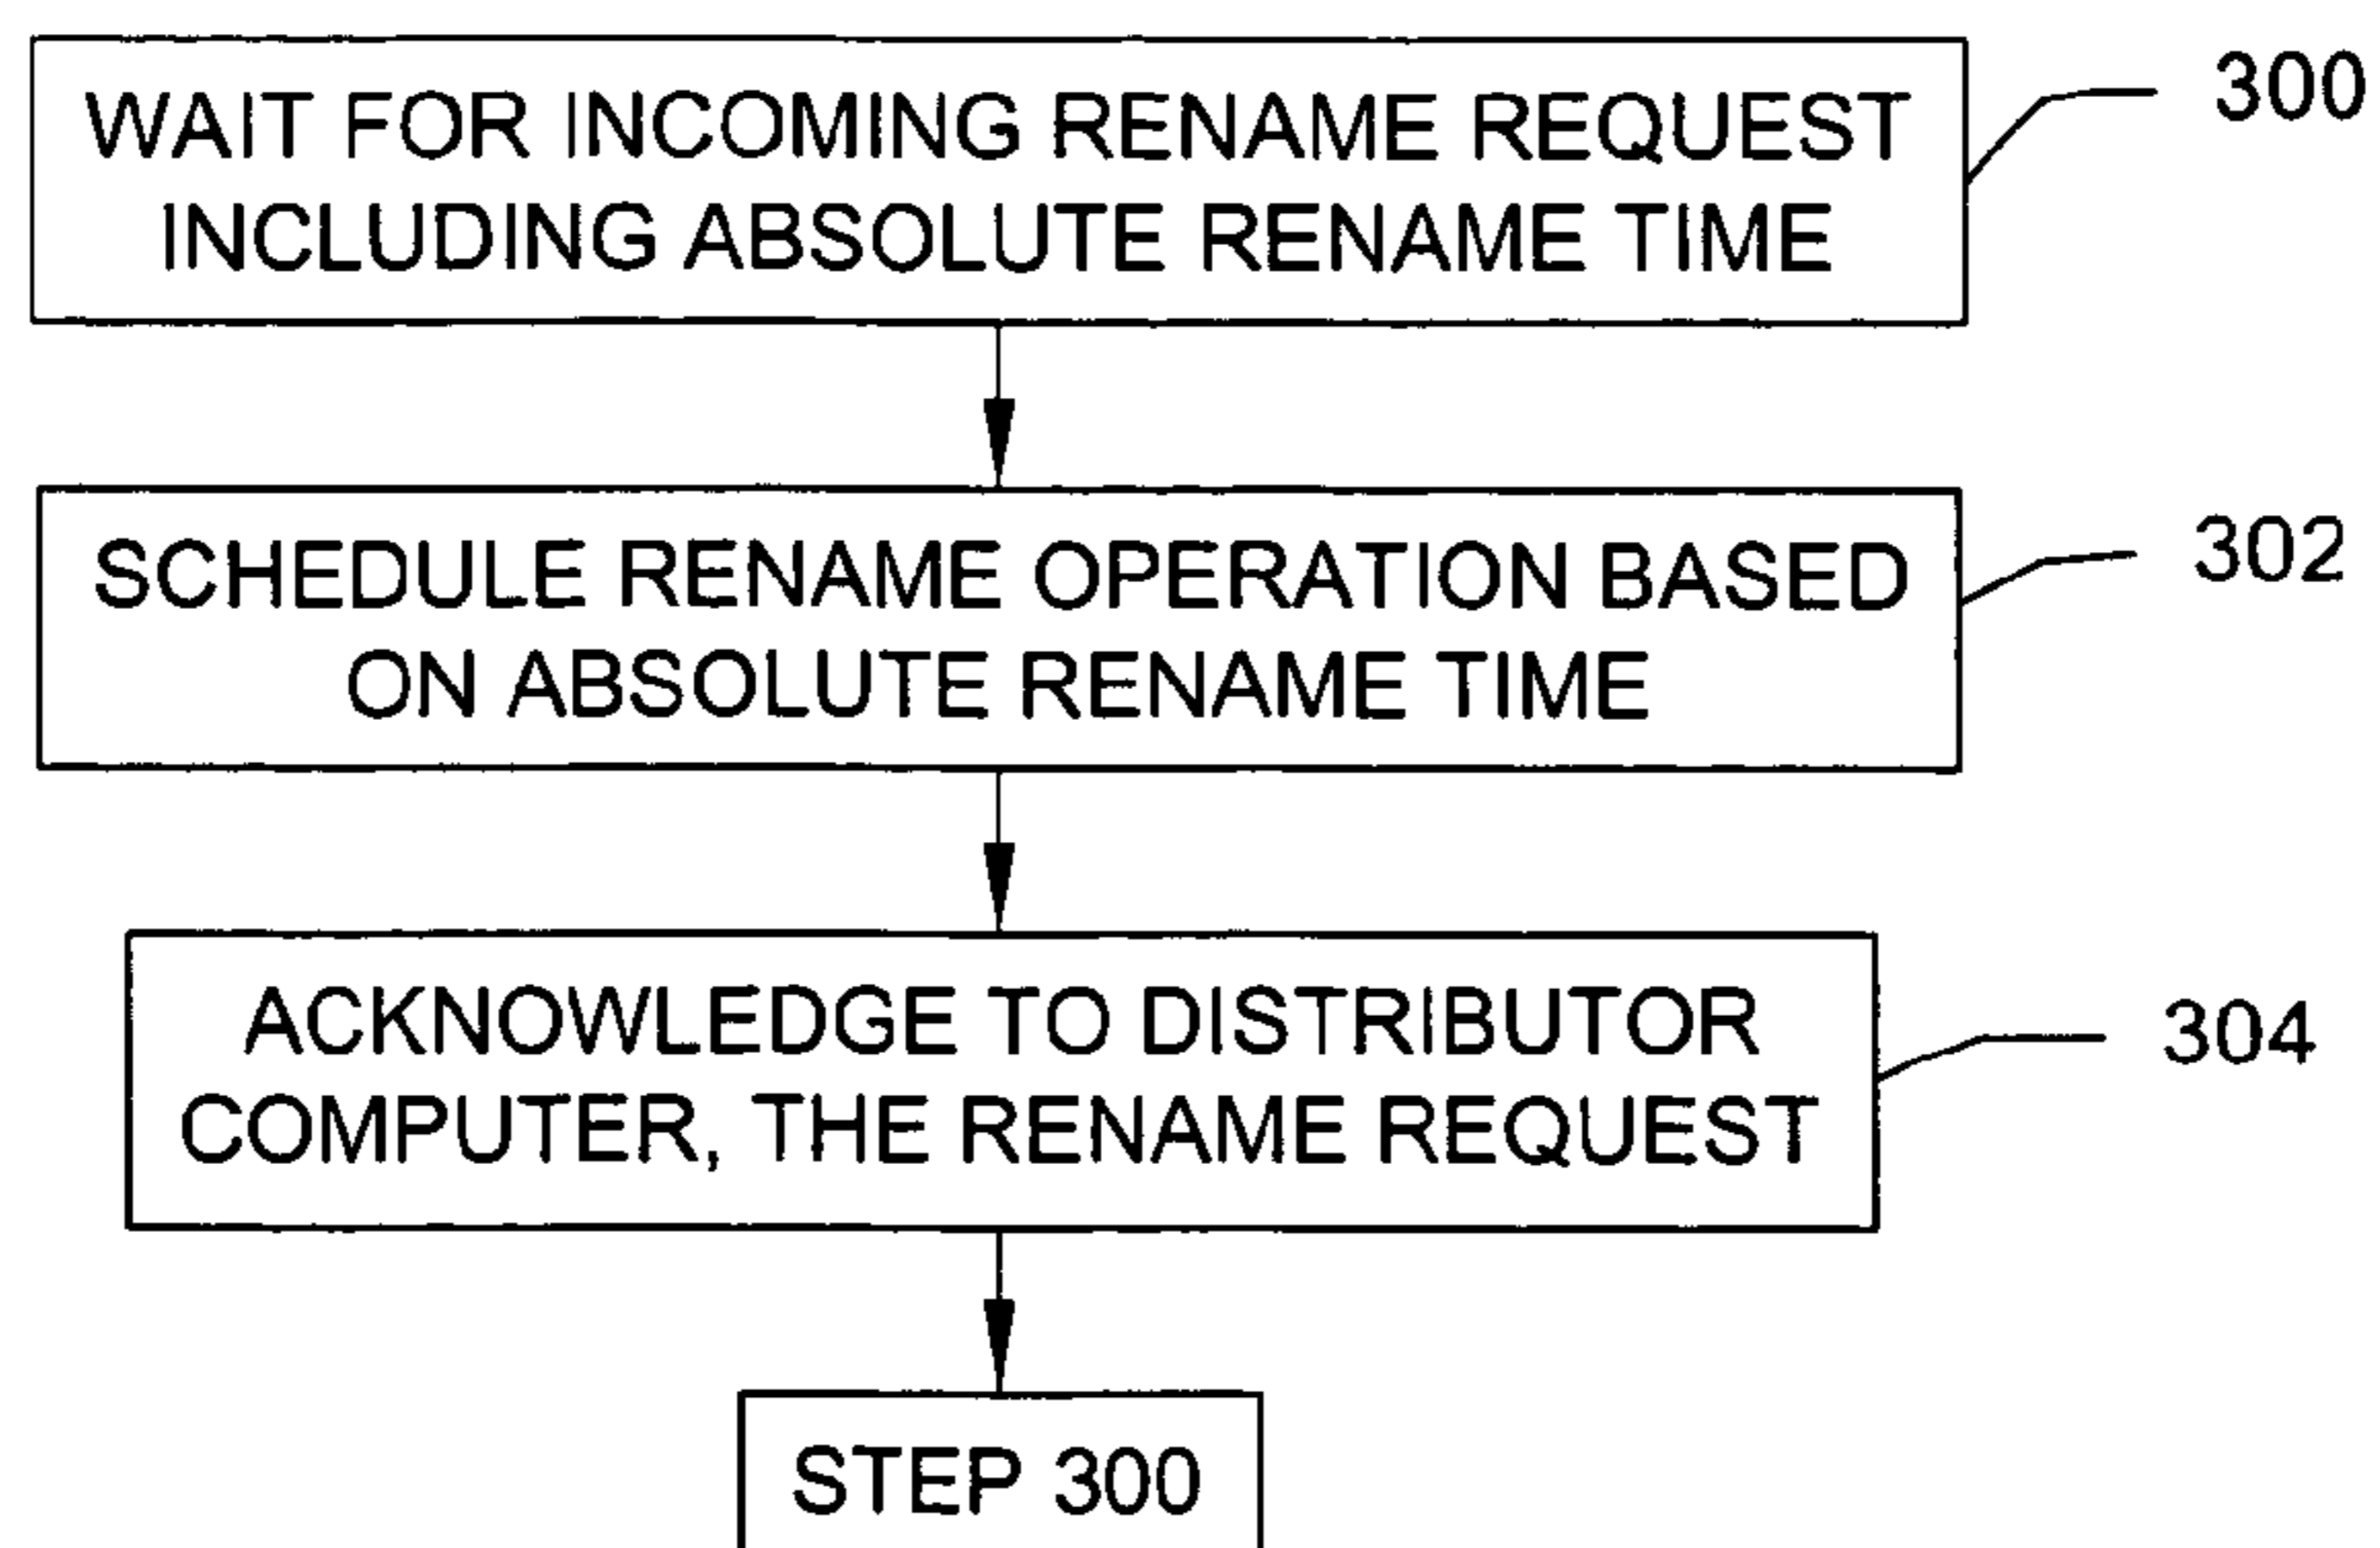 WAIT FOR INCOMING RENAME REQUEST
INCLUDING ABSOLUTE RENAME TIME
300
SCHEDULE RENAME OPERATION BASED
ON ABSOLUTE RENAME TIME
302
ACKNOWLEDGE TO DISTRIBUTOR
COMPUTER, THE RENAME REQUEST
304
STEP 300